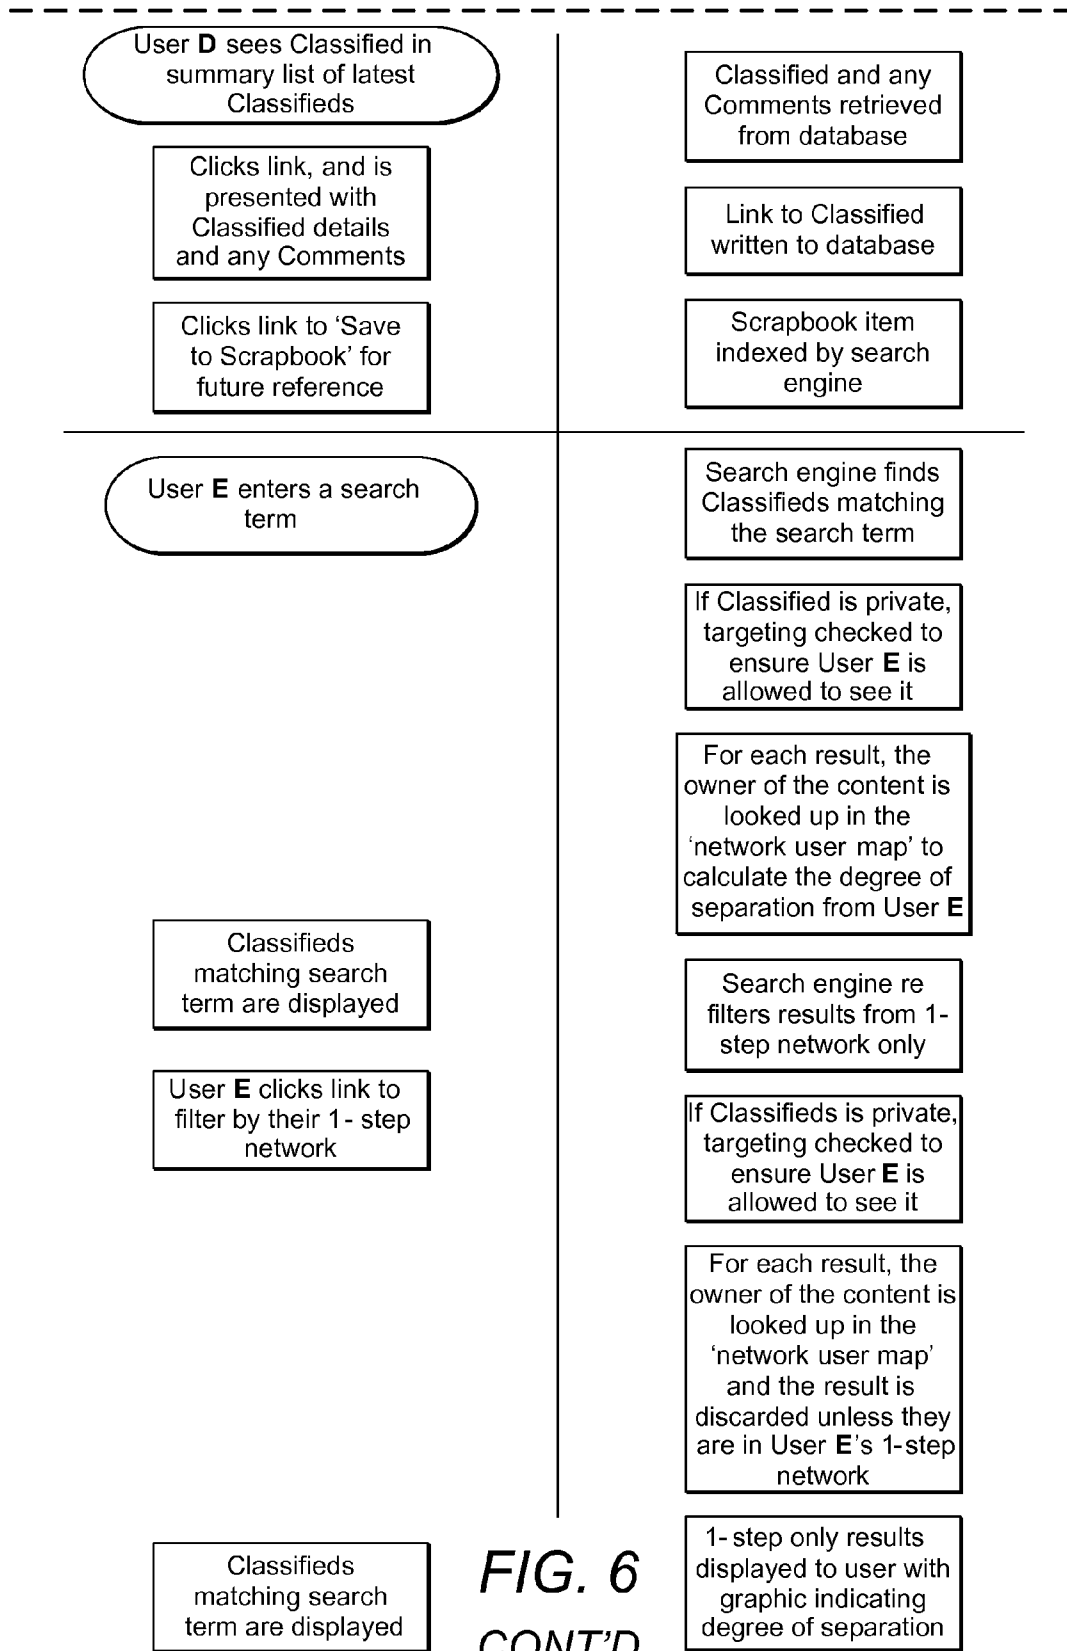 User D sees Classified in
summary list of latest
Classifieds
Clicks link, and is
presented with
Classified details
and any Comments
Clicks link to ‘Save
to Scrapbook’ for
future reference
Classified and any
Comments retrieved
from database
Link to Classified
written to database
Scrapbook item
indexed by search
engine
User E enters a search
term
Classifieds
matching search
term are displayed
User E clicks link to
filter by their 1- step
network
Classifieds
matching search
term are displayed
Search engine finds
Classifieds matching
the search term
If Classified is private,
targeting checked to
ensure User E is
allowed to see it
For each result, the
owner of the content is
looked up in the
‘network user map’ to
calculate the degree of
separation from User E
Search engine re
filters results from 1-
step network only
If Classifieds is private,
targeting checked to
ensure User E is
allowed to see it
For each result, the
owner of the content is
looked up in the
‘network user map’
and the result is
discarded unless they
are in User E’s 1-step
network
1- step only results
displayed to user with
graphic indicating
degree of separation
FIG. 6
CONT’D